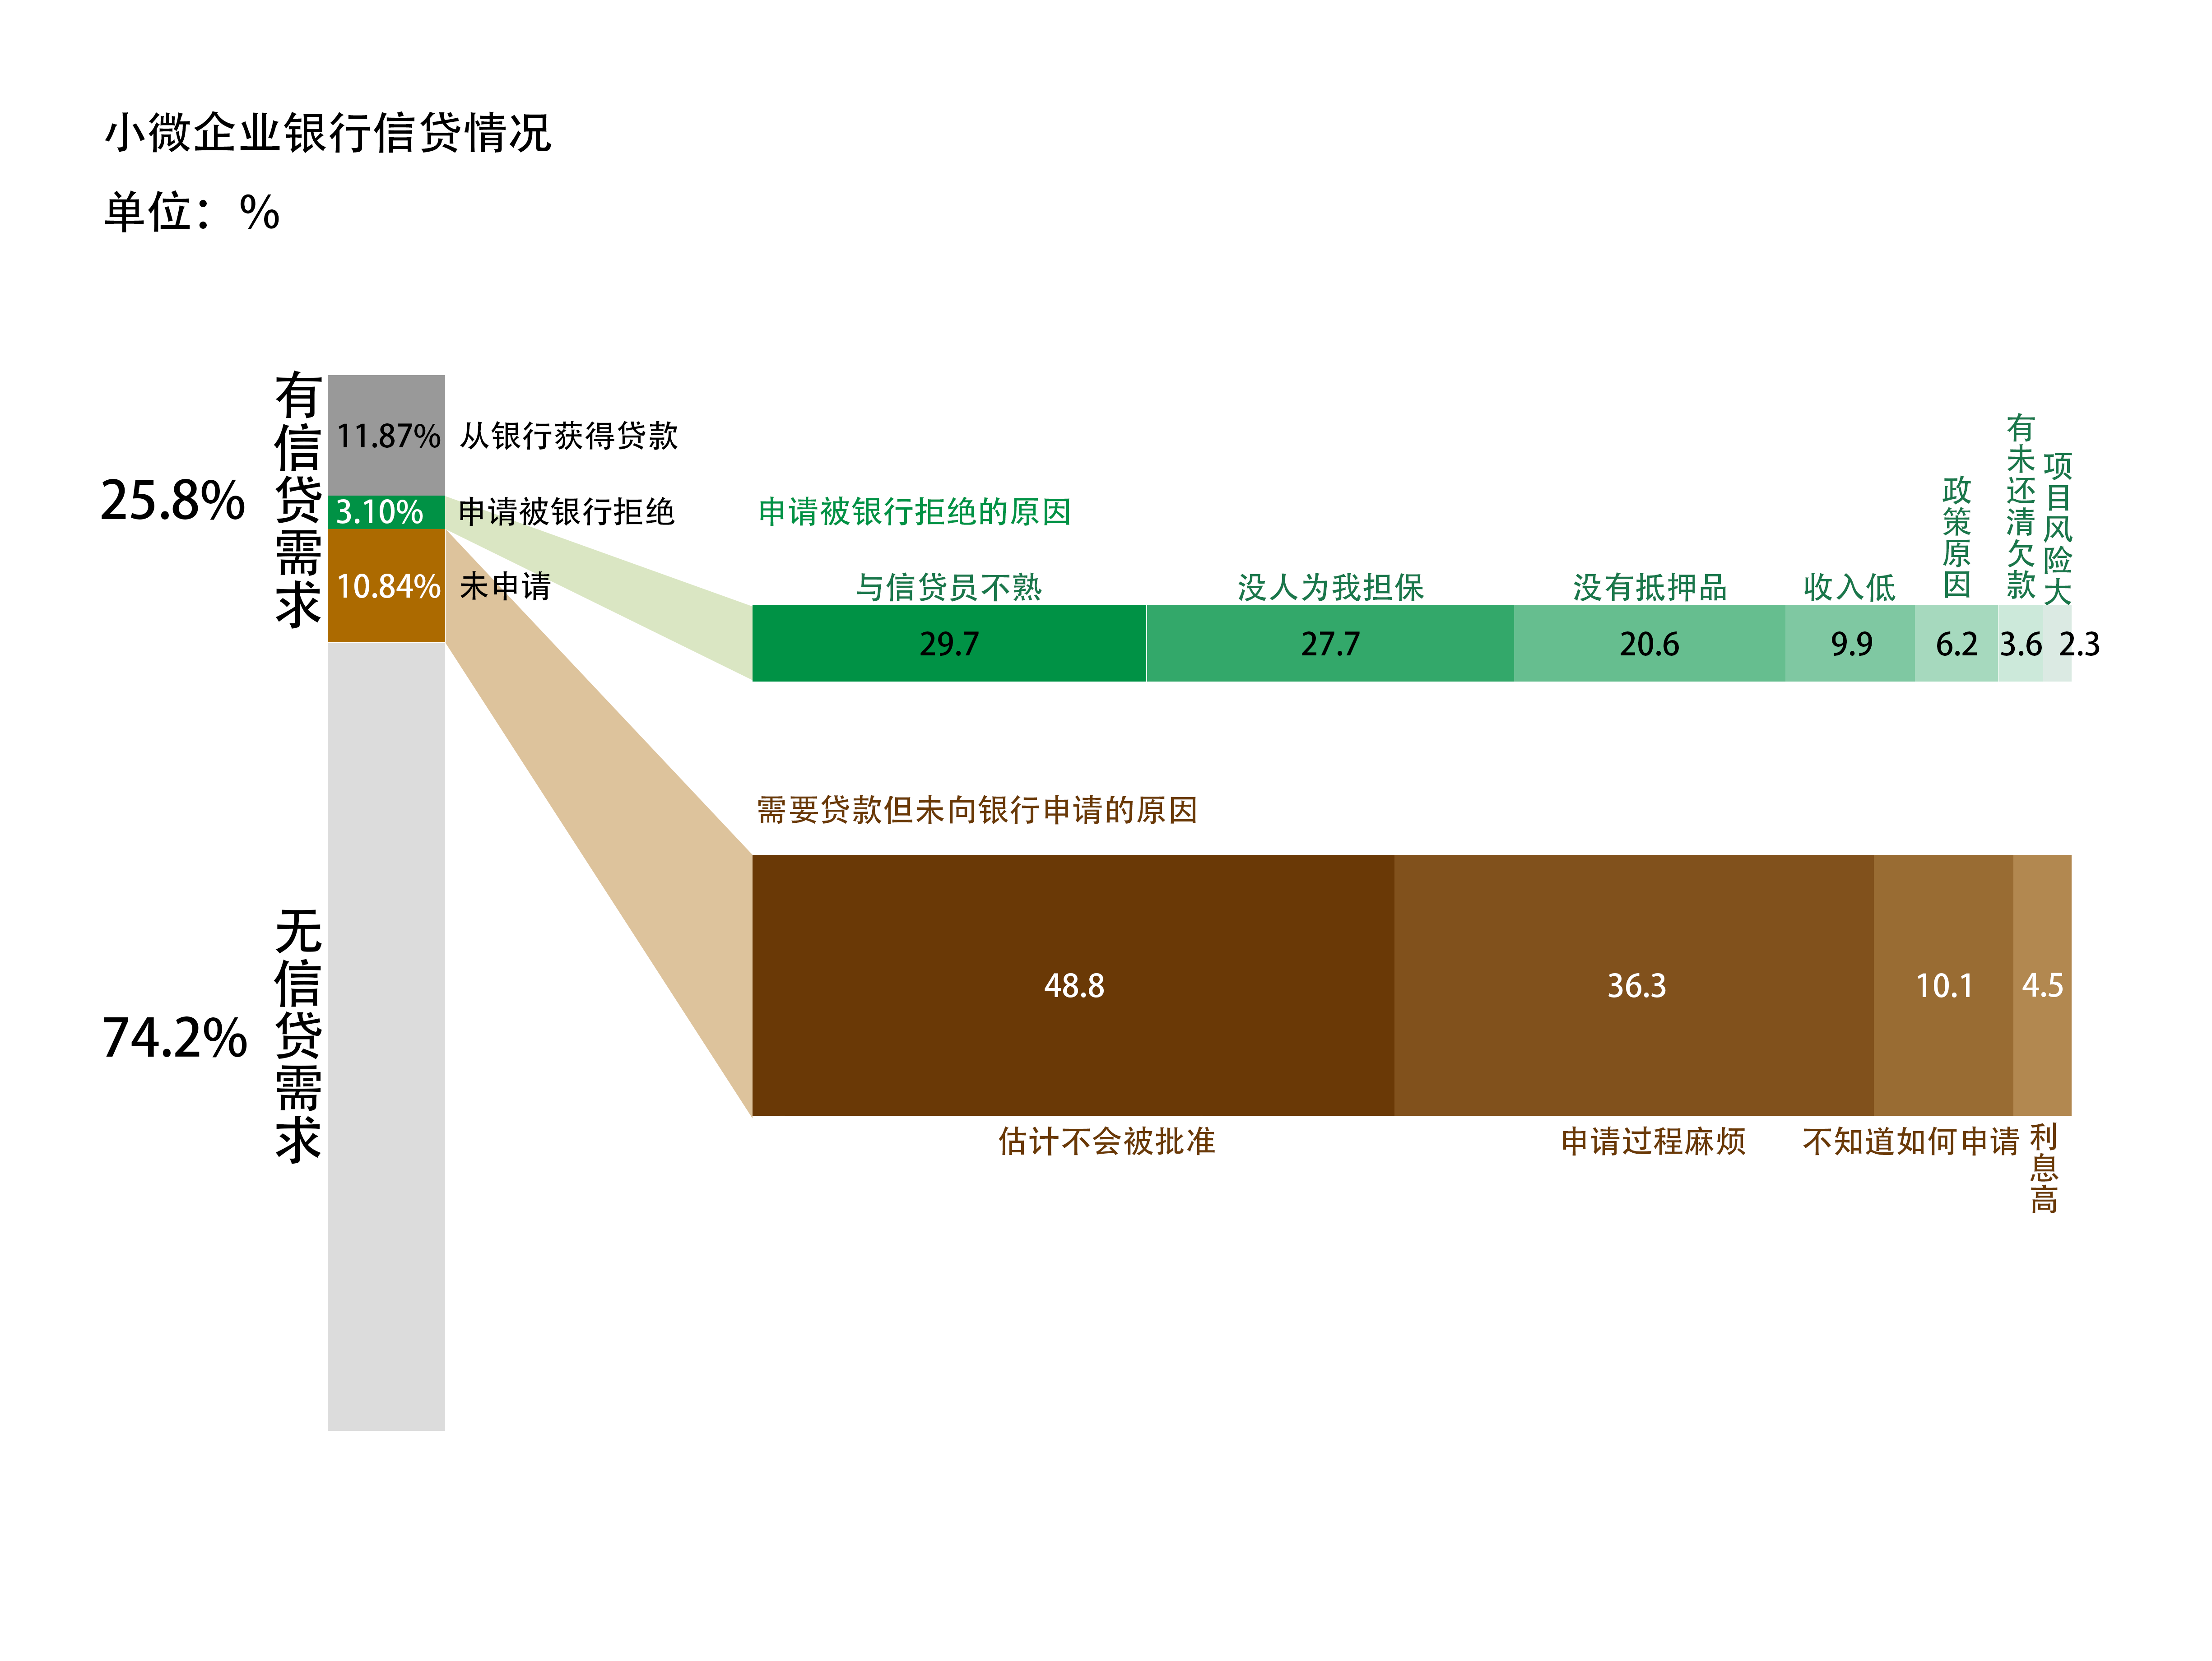 小微企业银行信贷情况
单位：%
有信贷需求
25.8%
11.87%
从银行获得贷款
3.10%
申请被银行拒绝
10.84%
未申请
申请被银行拒绝的原因
与信贷员不熟
没人为我担保
没有抵押品
收入低
政策原因
有未还清欠款
项目风险大
29.7
27.7
20.6
9.9
6.2
3.6
2.3
无信贷需求
74.2%
需要贷款但未向银行申请的原因
48.8
36.3
10.1
4.5
估计不会被批准
申请过程麻烦
不知道如何申请
利息高